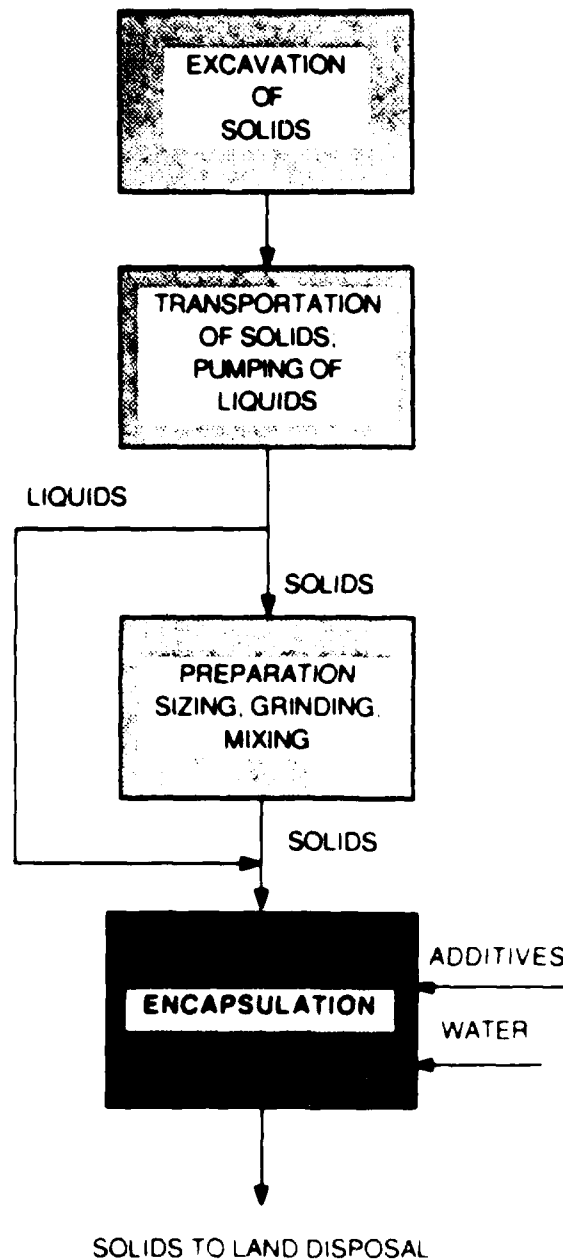 EXCAVATION
OF
SOLIDS
TRANSPORTATION
OF SOLIDS,
PUMPING OF
LIQUIDS
LIQUIDS
SOLIDS
PREPARATION
SIZING, GRINDING,
MIXING
SOLIDS
ADDITIVES
ENCAPSULATION
WATER
SOLIDS TO LAND DISPOSAL